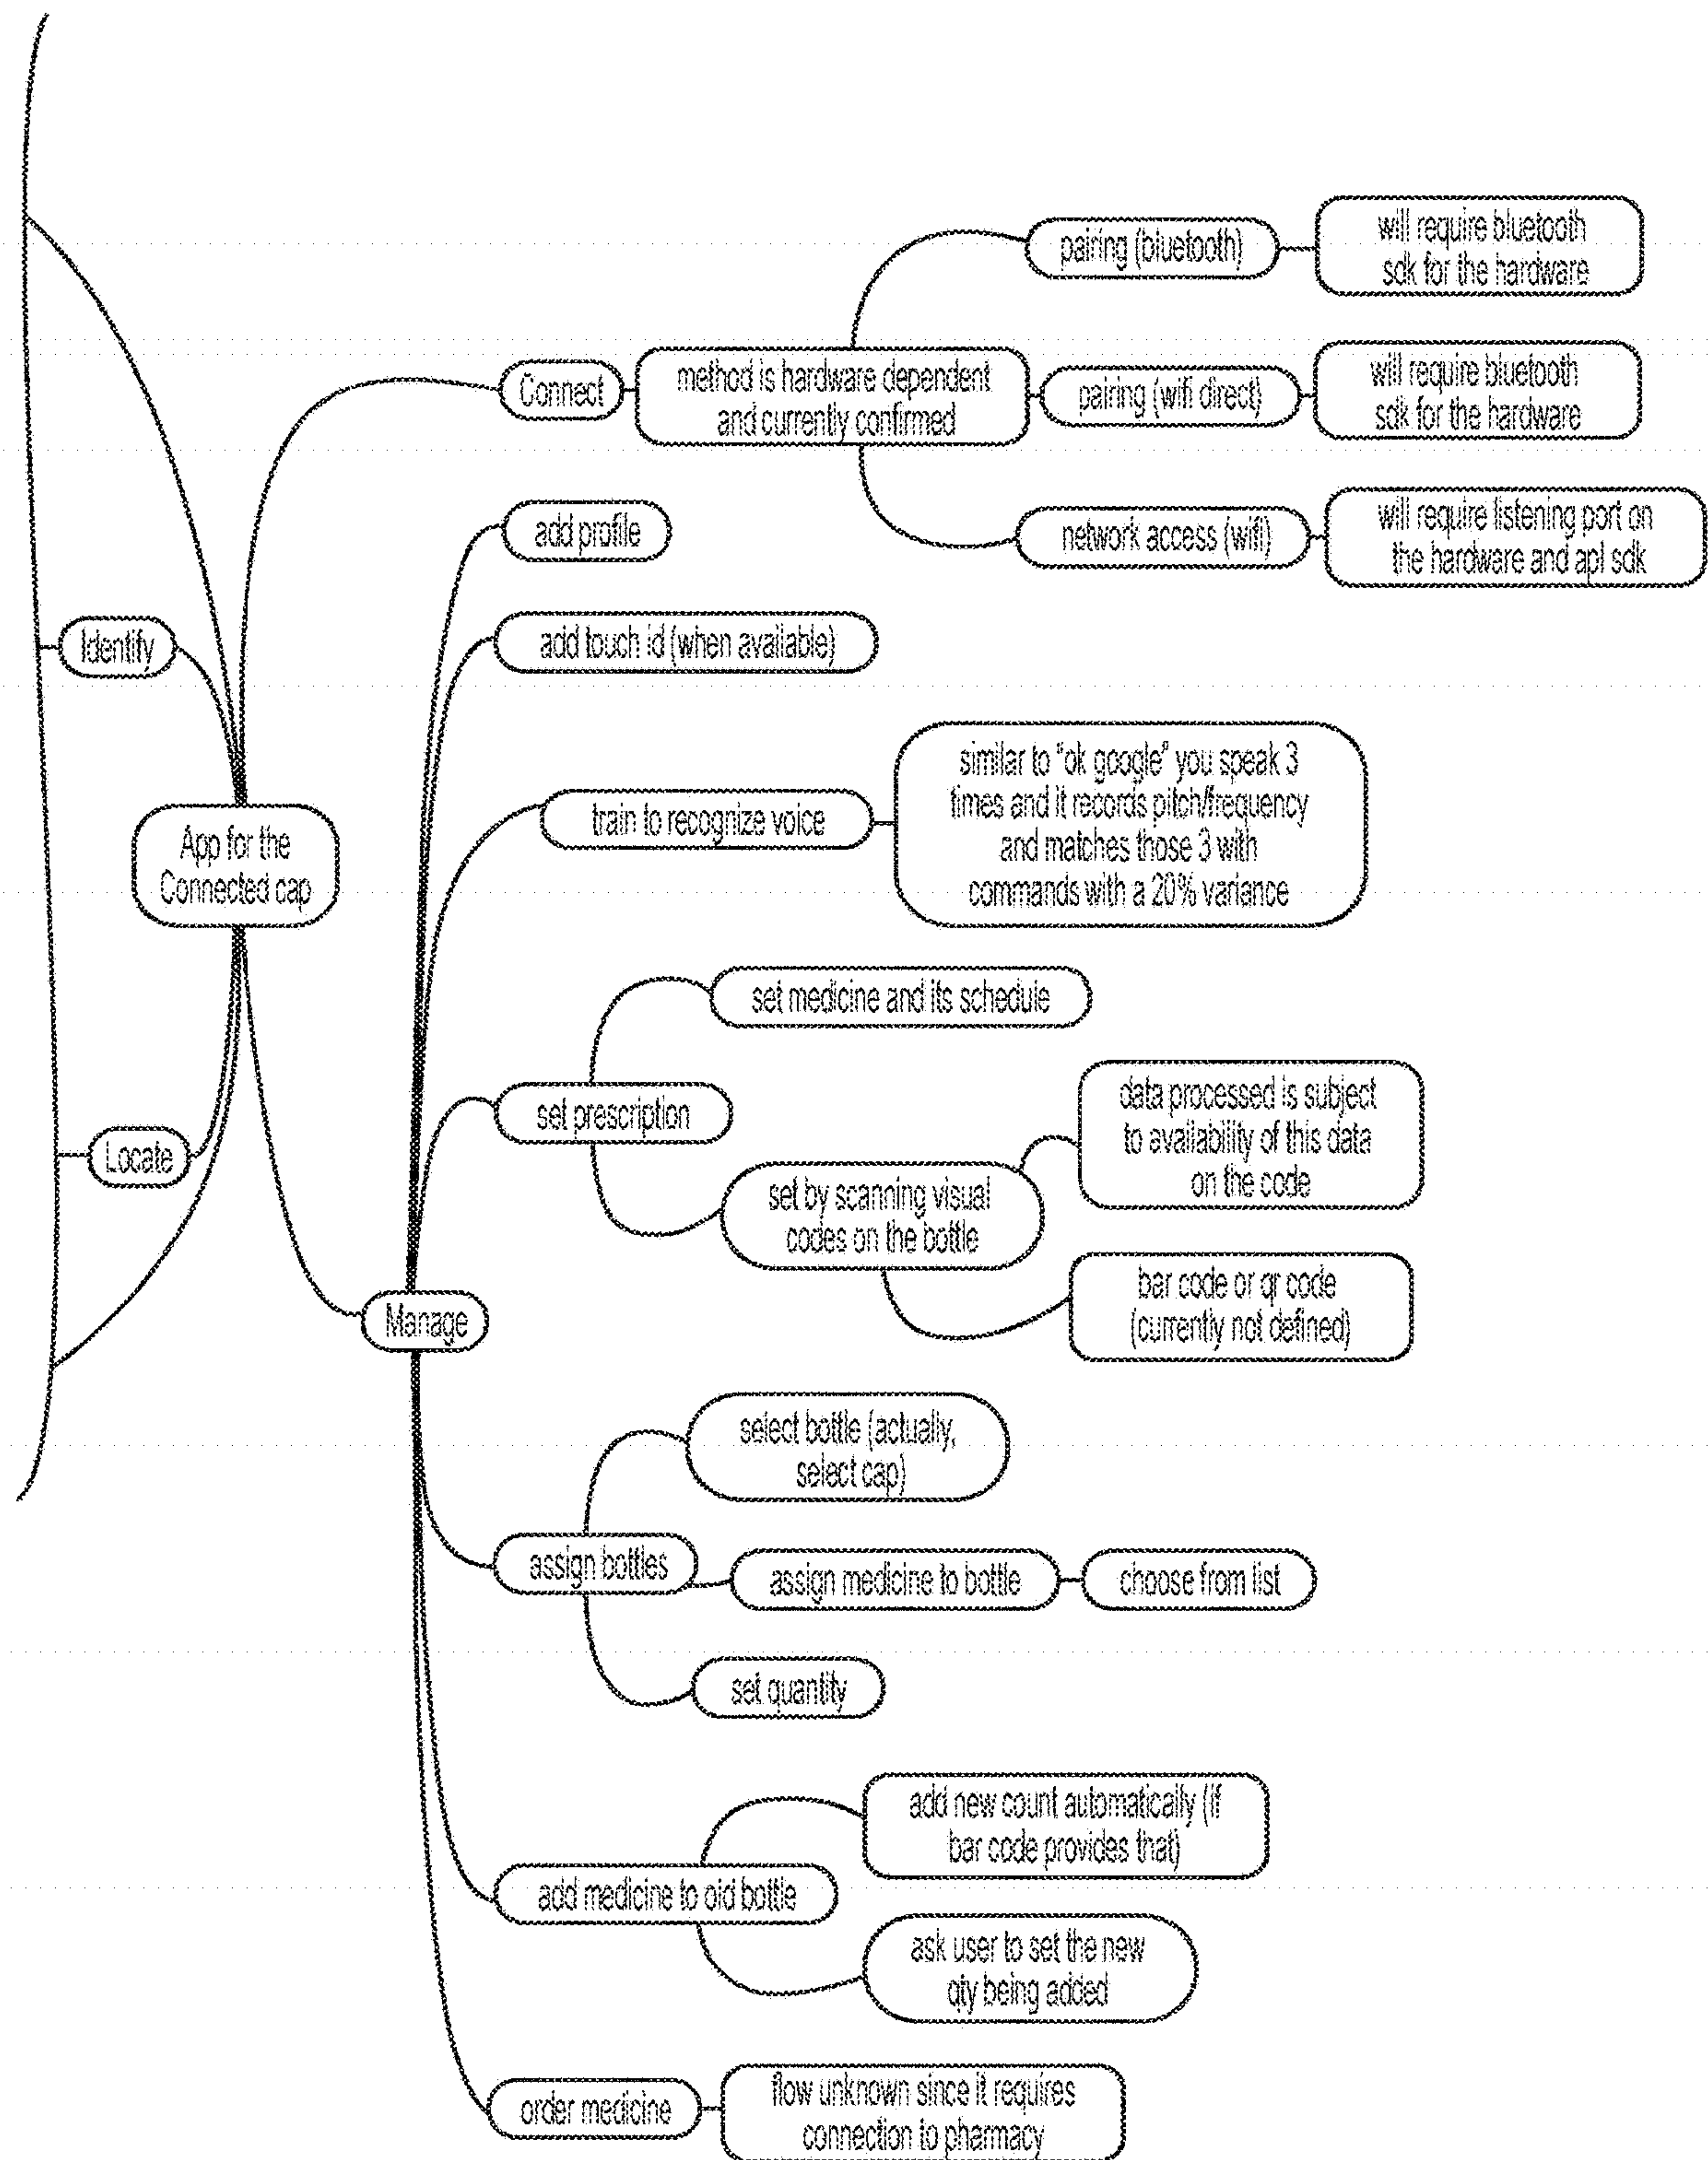 pairing (bluetooth)
will require bluetooth
sdk for the hardware
Connect
method is hardware dependent
and currently confirmed
pairing (wifi direct)
will require bluetooth
sdk for the hardware
network access (wifi)
will require listening port on
the hardware and apl sdk
add profile
add touch id (when available)
Identify
train to recognize voice
similar to "ok google" you speak 3
times and it records pitch/frequency
and matches those 3 with
commands with a 20% variance
App for the
Connected cap
set medicine and its schedule
set prescription
set by scanning visual
codes on the bottle
data processed is subject
to availability of this data
on the code
bar code or qr code
(currently not defined)
Locate
Manage
select bottle (actually,
select cap)
assign bottles
assign medicine to bottle
choose from list
set quantity
add new count automatically (if
bar code provides that)
add medicine to old bottle
ask user to set the new
qty being added
order medicine
flow unknown since it requires
connection to pharmacy